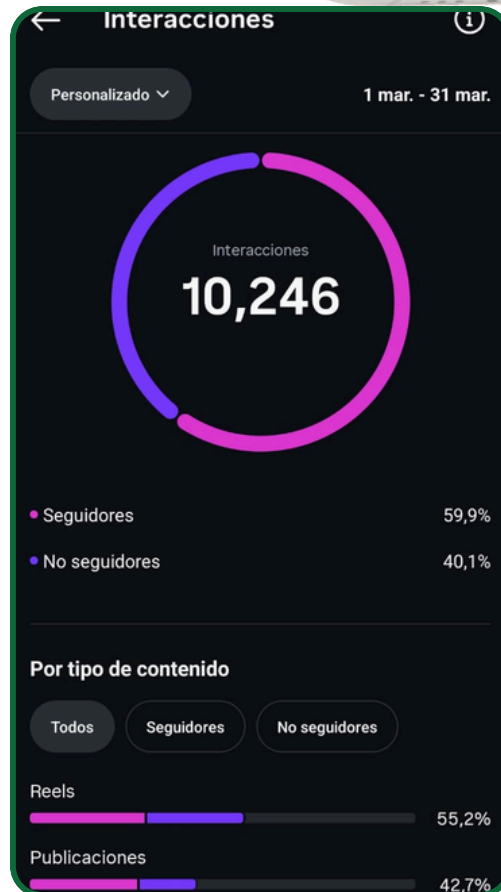 Interacciones
Personalizado
1 mar. - 31 mar.
Interacciones
10,246
Seguidores 59,9%
No seguidores 40,1%
Por tipo de contenido
Todos Seguidores No seguidores
Reels
55,2%
Publicaciones
42,7%